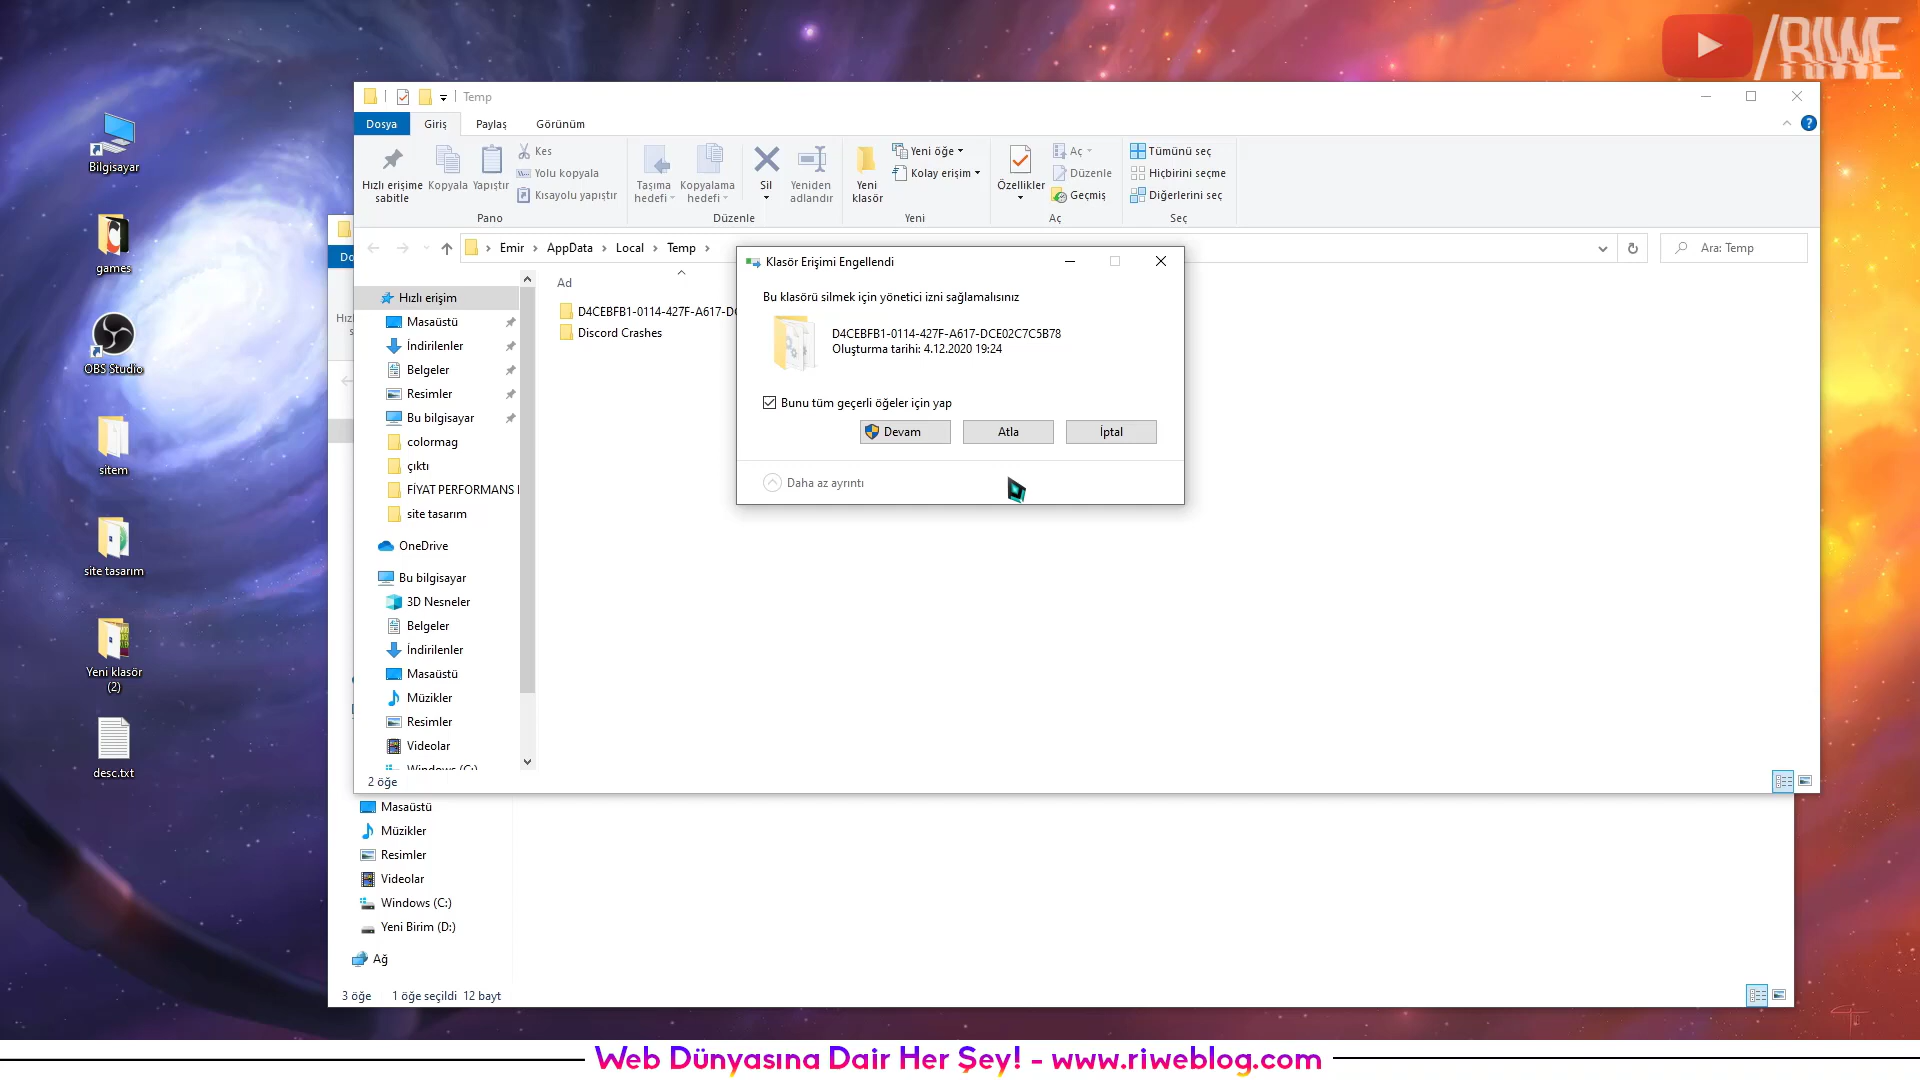 /RIWE
Temp
Dosya
Giriş
Paylaş
Görünüm
Hızlı erişime
sabitle
Kopyala
Yapıştır
Kes
Yolu kopyala
Kısayolu yapıştır
Pano
Taşıma
hedefi
Kopyalama
hedefi
Sil
Yeniden
adlandır
Düzenle
Yeni
klasör
Yeni öğe
Kolay erişim
Yeni
Özellikler
Aç
Düzenle
Geçmiş
Aç
Tümünü seç
Hiçbirini seçme
Diğerlerini seç
Seç
Emir
AppData
Local
Temp
Ara: Temp
Ad
D4CEBFB1-0114-427F-A617-DC
Discord Crashes
Hızlı erişim
Masaüstü
İndirilenler
Belgeler
Resimler
Bu bilgisayar
colormag
çıktı
FİYAT PERFORMANS
site tasarım
OneDrive
Bu bilgisayar
3D Nesneler
Belgeler
İndirilenler
Masaüstü
Müzikler
Resimler
Videolar
Windows (C:)
2 öğe
Klasör Erişimi Engellendi
Bu klasörü silmek için yönetici izni sağlamalısınız
D4CEBFB1-0114-427F-A617-DCE02C7C5B78
Oluşturma tarihi: 4.12.2020 19:24
Bunu tüm geçerli öğeler için yap
Devam
Atla
İptal
Daha az ayrıntı
Bilgisayar
games
OBS Studio
sitem
site tasarım
Yeni klasör
(2)
desc.txt
Do
Hız
s
Masaüstü
Müzikler
Resimler
Videolar
Windows (C:)
Yeni Birim (D:)
Ağ
3 öğe
1 öğe seçildi 12 bayt
Web Dünyasına Dair Her Şey! - www.riweblog.com